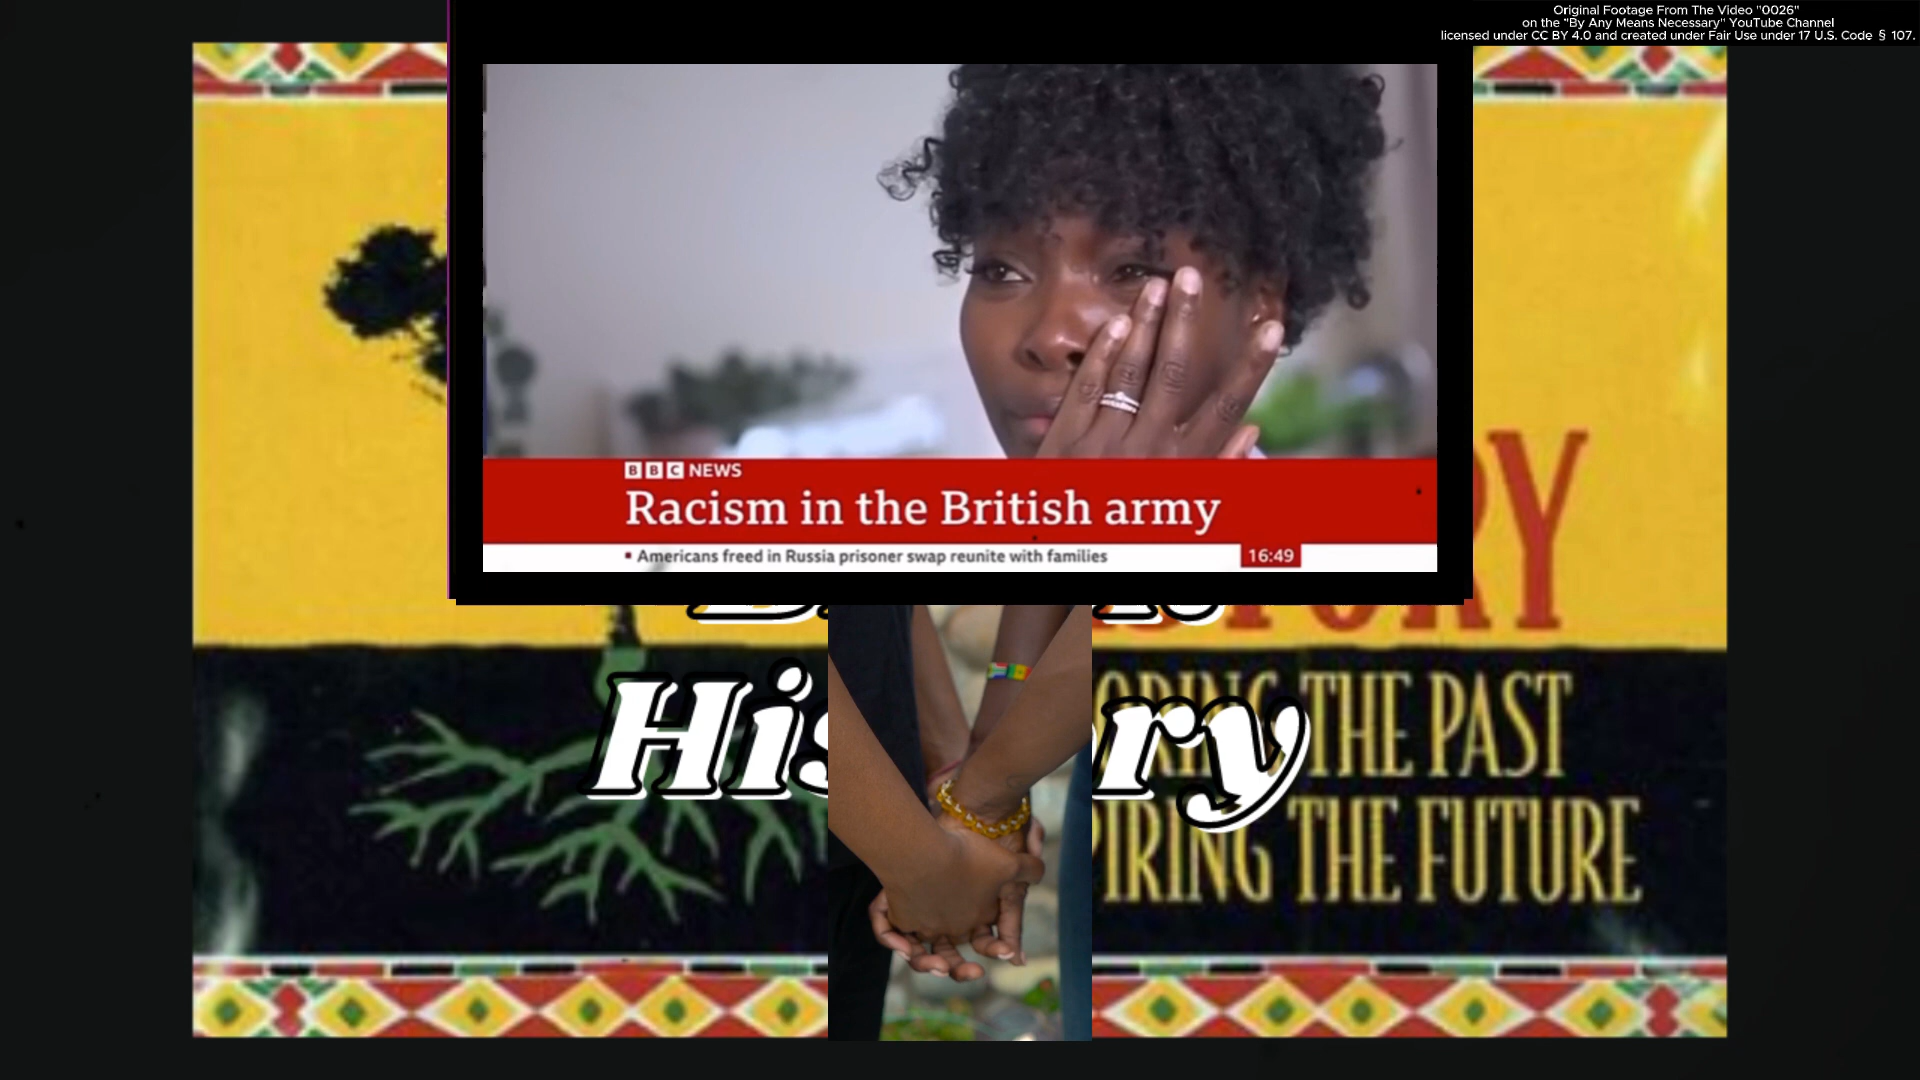 Original Footage From The Video "0026"
on the "By Any Means Necessary" YouTube Channel
licensed under CC BY 4.0 and created under Fair Use under 17 U.S. Code § 107.
BBC NEWS
Racism in the British army
▪ Americans freed in Russia prisoner swap reunite with families
16:49
THE PAST
THE FUTURE